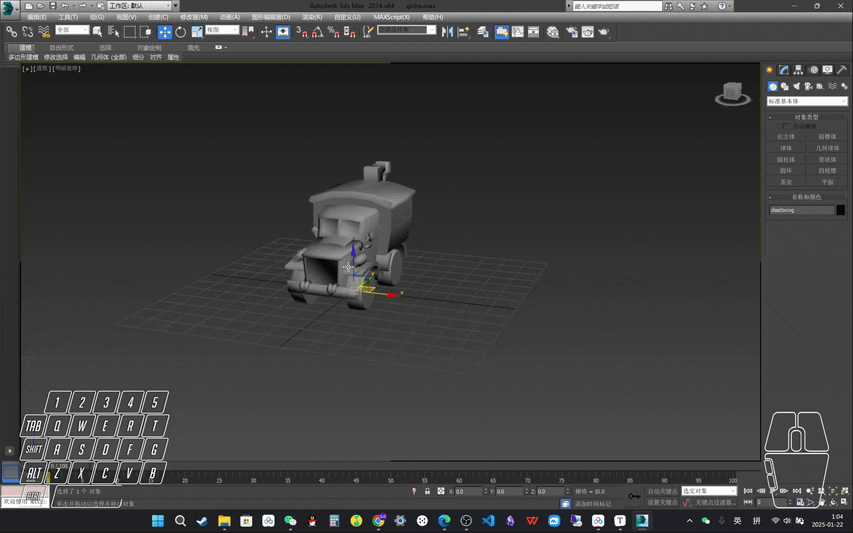 工作区: 默认
Autodesk 3ds Max 2014 x64
qiche.max
键入关键字或短语
编辑(E) 工具(T) 组(G) 视图(V) 创建(C) 修改器(M) 动画(A) 图形编辑器(D) 渲染(R) 自定义(U) MAXScript(X) 帮助(H)
全部
视图
建模 自由形式 选择 对象绘制 填充
多边形建模 修改选择 编辑 几何体 (全部) 细分 对齐 属性
[+][透视][明暗处理]
标准基本体
对象类型
自动栅格
长方体 圆锥体
球体 几何球体
圆柱体 管状体
圆环 四棱锥
茶壶 平面
名称和颜色
x
1 2 3 4 5
TAB Q W E R T
SHIFT A S D F G
ALT Z X C V B
CTRL
0 / 100
45 50 55 60 65 70 75 80 85 90 95 100
选择了 1 个 对象
X: 0.0 Y: 0.0 Z: 0.0 栅格 = 10.0
自动关键点 选定对象
欢迎使用
单击并拖动以选择并移动对象
添加时间标记
设置关键点 关键点过滤器...
0
英 拼
1:04
2025-01-22